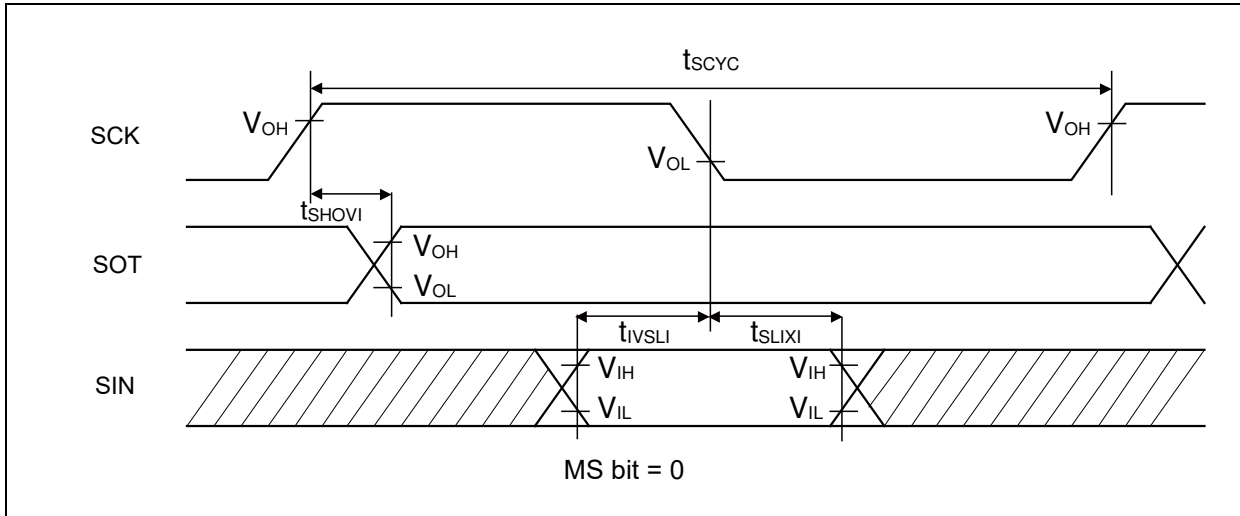 tSCYC
SCK
VOH
VOL
VOH
tSHOVI
SOT
VOH
VOL
tIVSLI
tSLIXI
SIN
VIH
VIL
VIH
VIL
MS bit = 0